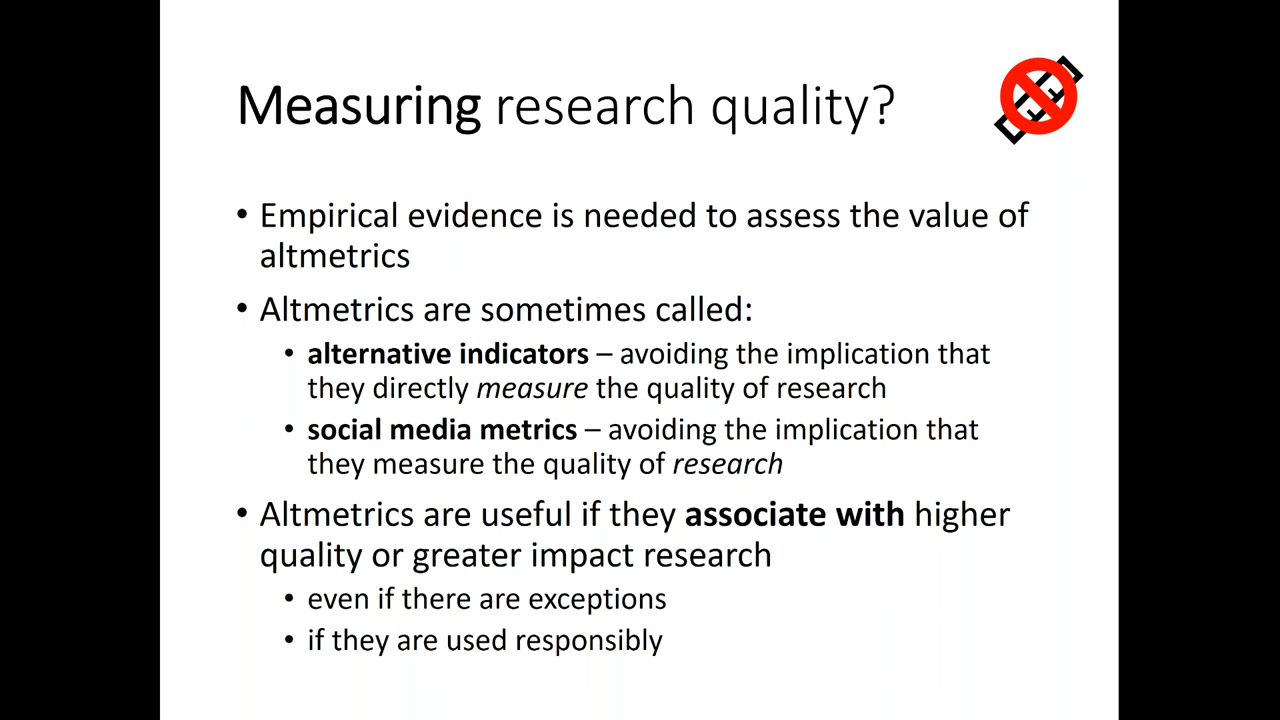 Measuring research quality?
• Empirical evidence is needed to assess the value of
altmetrics
• Altmetrics are sometimes called:
• alternative indicators – avoiding the implication that
they directly measure the quality of research
• social media metrics – avoiding the implication that
they measure the quality of research
• Altmetrics are useful if they associate with higher
quality or greater impact research
• even if there are exceptions
• if they are used responsibly